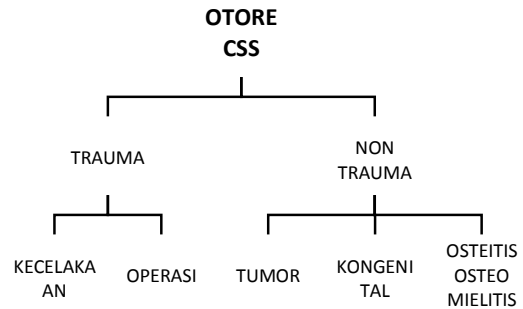 OTORE
CSS
TRAUMA
NON
TRAUMA
KECELAKA
AN
OPERASI
TUMOR
KONGENI
TAL
OSTEITIS
OSTEO
MIELITIS